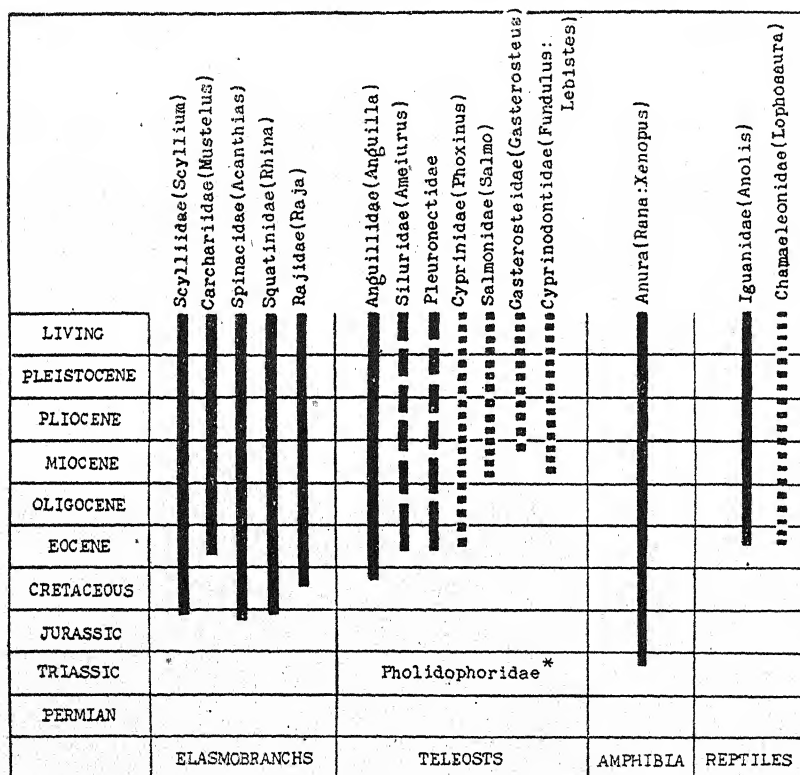 Scylliidae(Scyllium)
Carchariidae(Mustelus)
Spinacidae(Acanthias)
Squatinidae(Rhina)
Rajidae(Raja)
Anguillidae(Anguilla)
Siluridae(Ameiurus)
Pleuronectidae
Cyprinidae(Phoxinus)
Salmonidae(Salmo)
Gasterosteidae(Gasterosteus)
Cyprinodontidae(Fundulus:
Lebistes)
Anura(Rana:Xenopus)
Iguanidae(Anolis)
Chamaeleonidae(Lophosaura)
LIVING
PLEISTOCENE
PLIOCENE
MIOCENE
OLIGOCENE
EOCENE
CRETACEOUS
JURASSIC
TRIASSIC
Pholidophoridae*
PERMIAN
ELASMOBRANCHS
TELEOSTS
AMPHIBIA
REPTILES